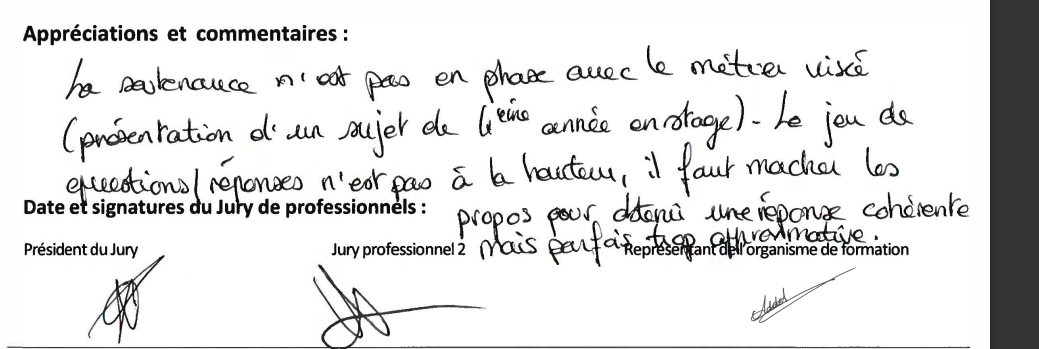 Appréciations et commentaires :
La soutenance n'est pas en phase avec le métier visé
(présentation d'un sujet de 4eme année en stage). Le jeu de
questions/réponses n'est pas à la hauteur, il faut macher les
propos pour obtenir une réponse cohérente
mais parfois trop approximative.
Date et signatures du Jury de professionnels :
Président du Jury
Jury professionnel 2
Représentant de l'organisme de formation